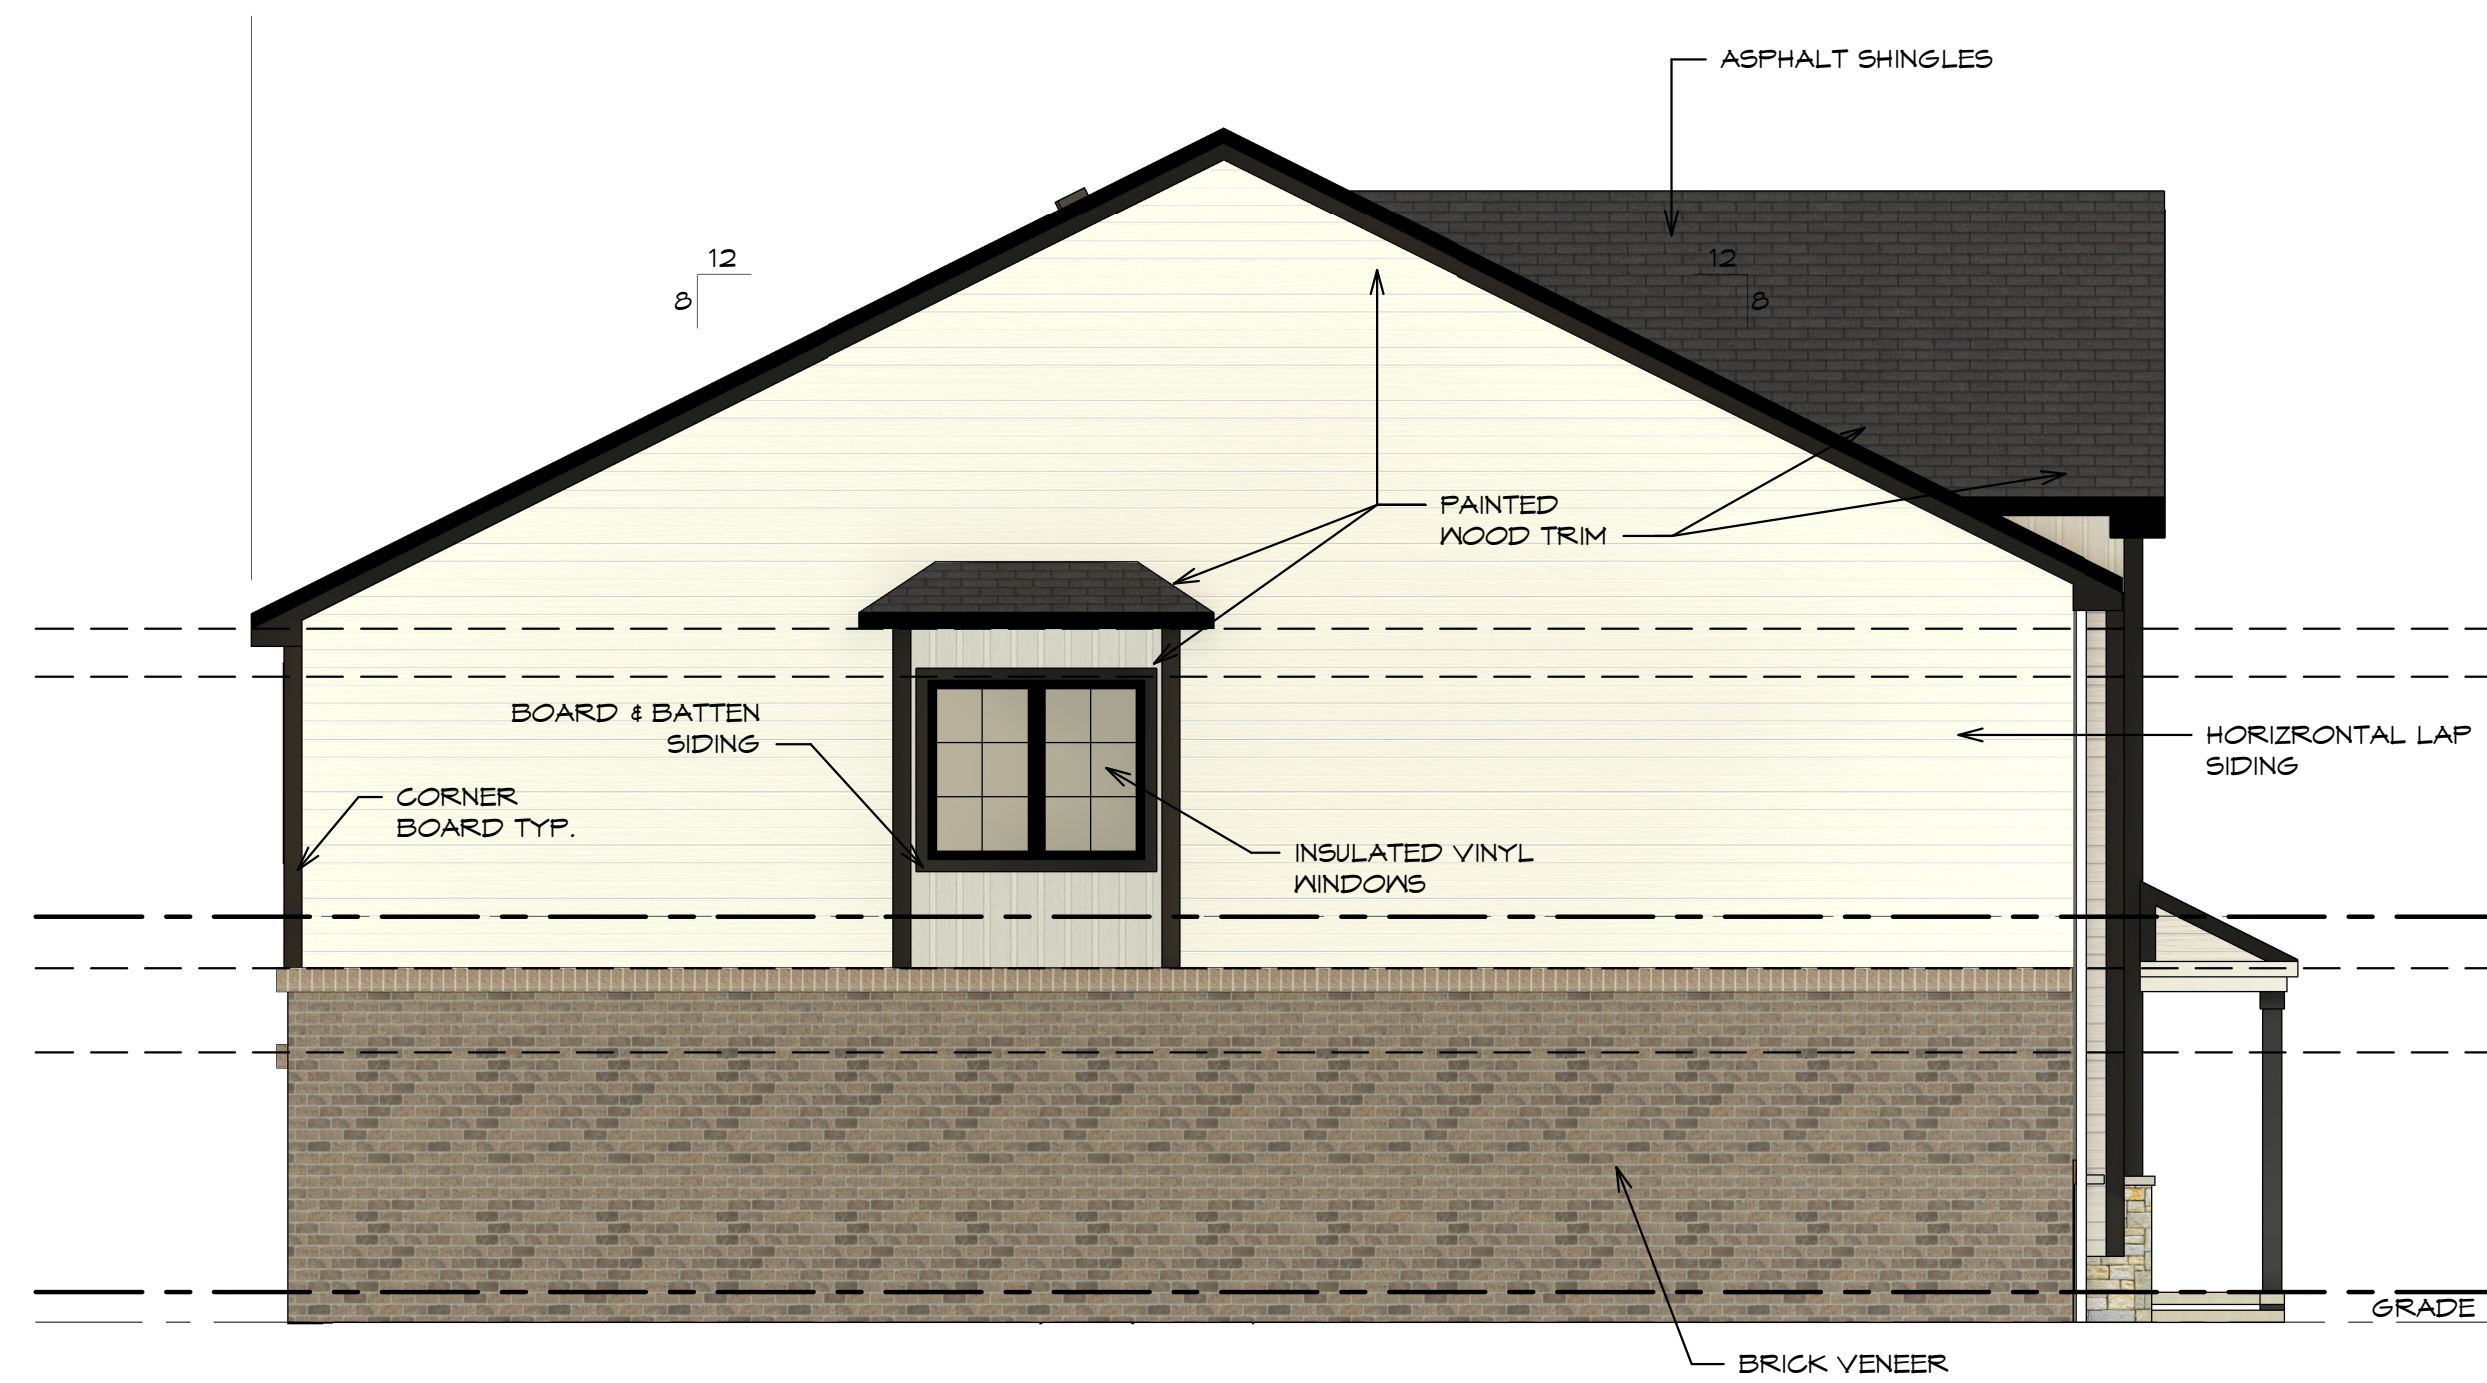 ASPHALT SHINGLES
12
8
12
8
PAINTED
WOOD TRIM
BOARD & BATTEN
SIDING
HORIZRONTAL LAP
SIDING
CORNER
BOARD TYP.
INSULATED VINYL
WINDOWS
GRADE
BRICK VENEER